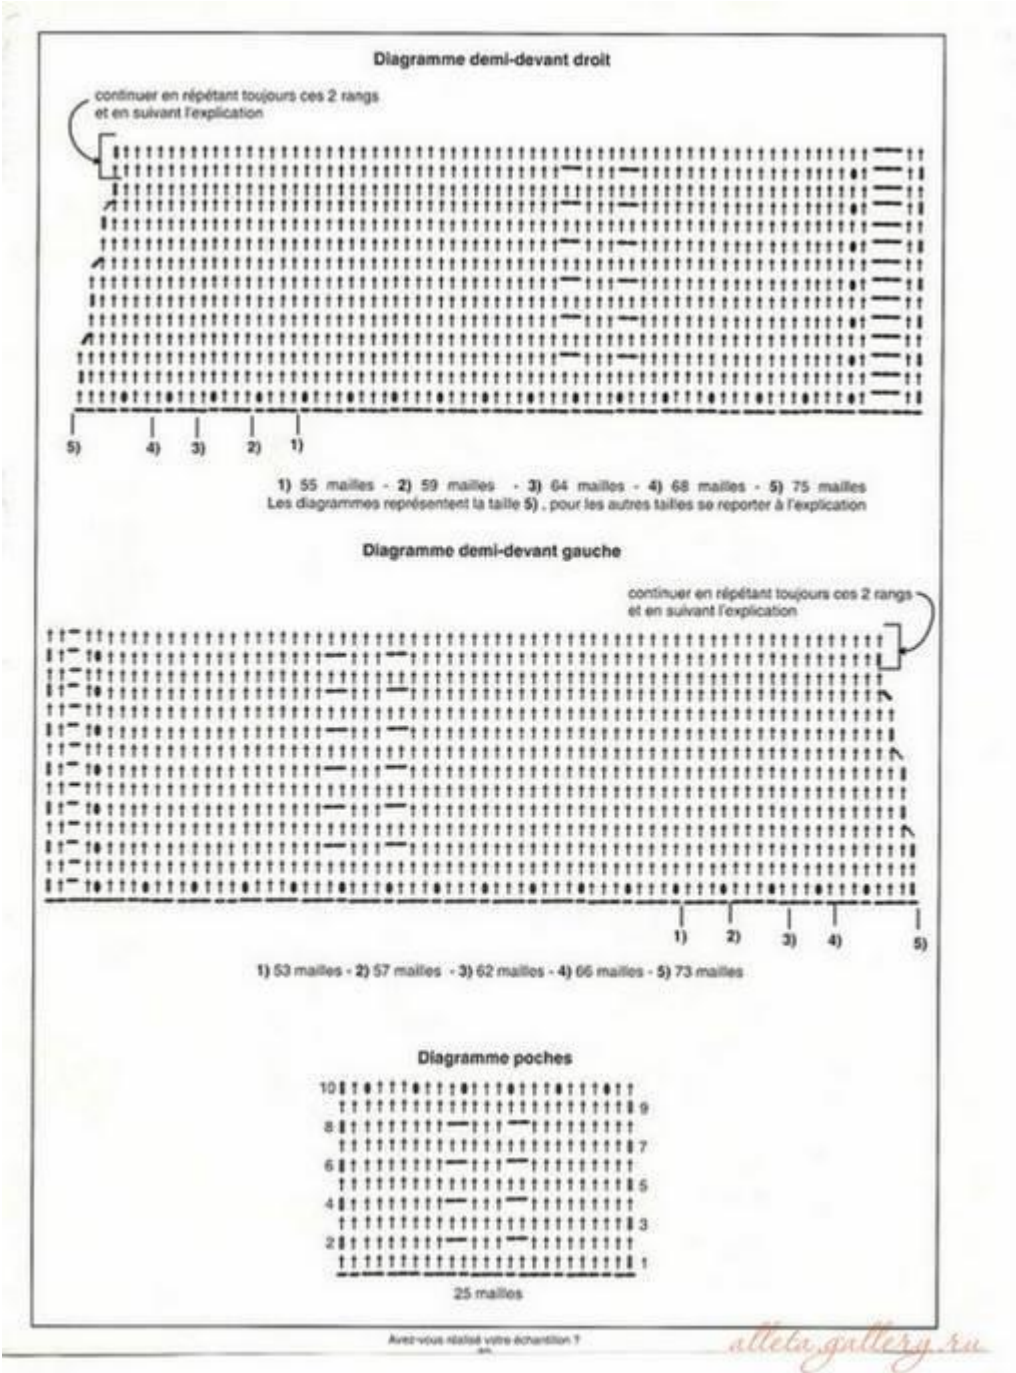 Diagramme demi-devant droit
continuer en répétant toujours ces 2 rangs
et en suivant l'explication
5) 4) 3) 2) 1)
1) 55 mailles - 2) 59 mailles - 3) 64 mailles - 4) 68 mailles - 5) 75 mailles
Les diagrammes représentent la taille 5) , pour les autres tailles se reporter à l'explication
Diagramme demi-devant gauche
continuer en répétant toujours ces 2 rangs
et en suivant l'explication
1) 2) 3) 4) 5)
1) 53 mailles - 2) 57 mailles - 3) 62 mailles - 4) 66 mailles - 5) 73 mailles
Diagramme poches
10
9
8
7
6
5
4
3
2
1
25 mailles
Avez-vous réalisé votre échantillon ?
alleta.gallery.ru